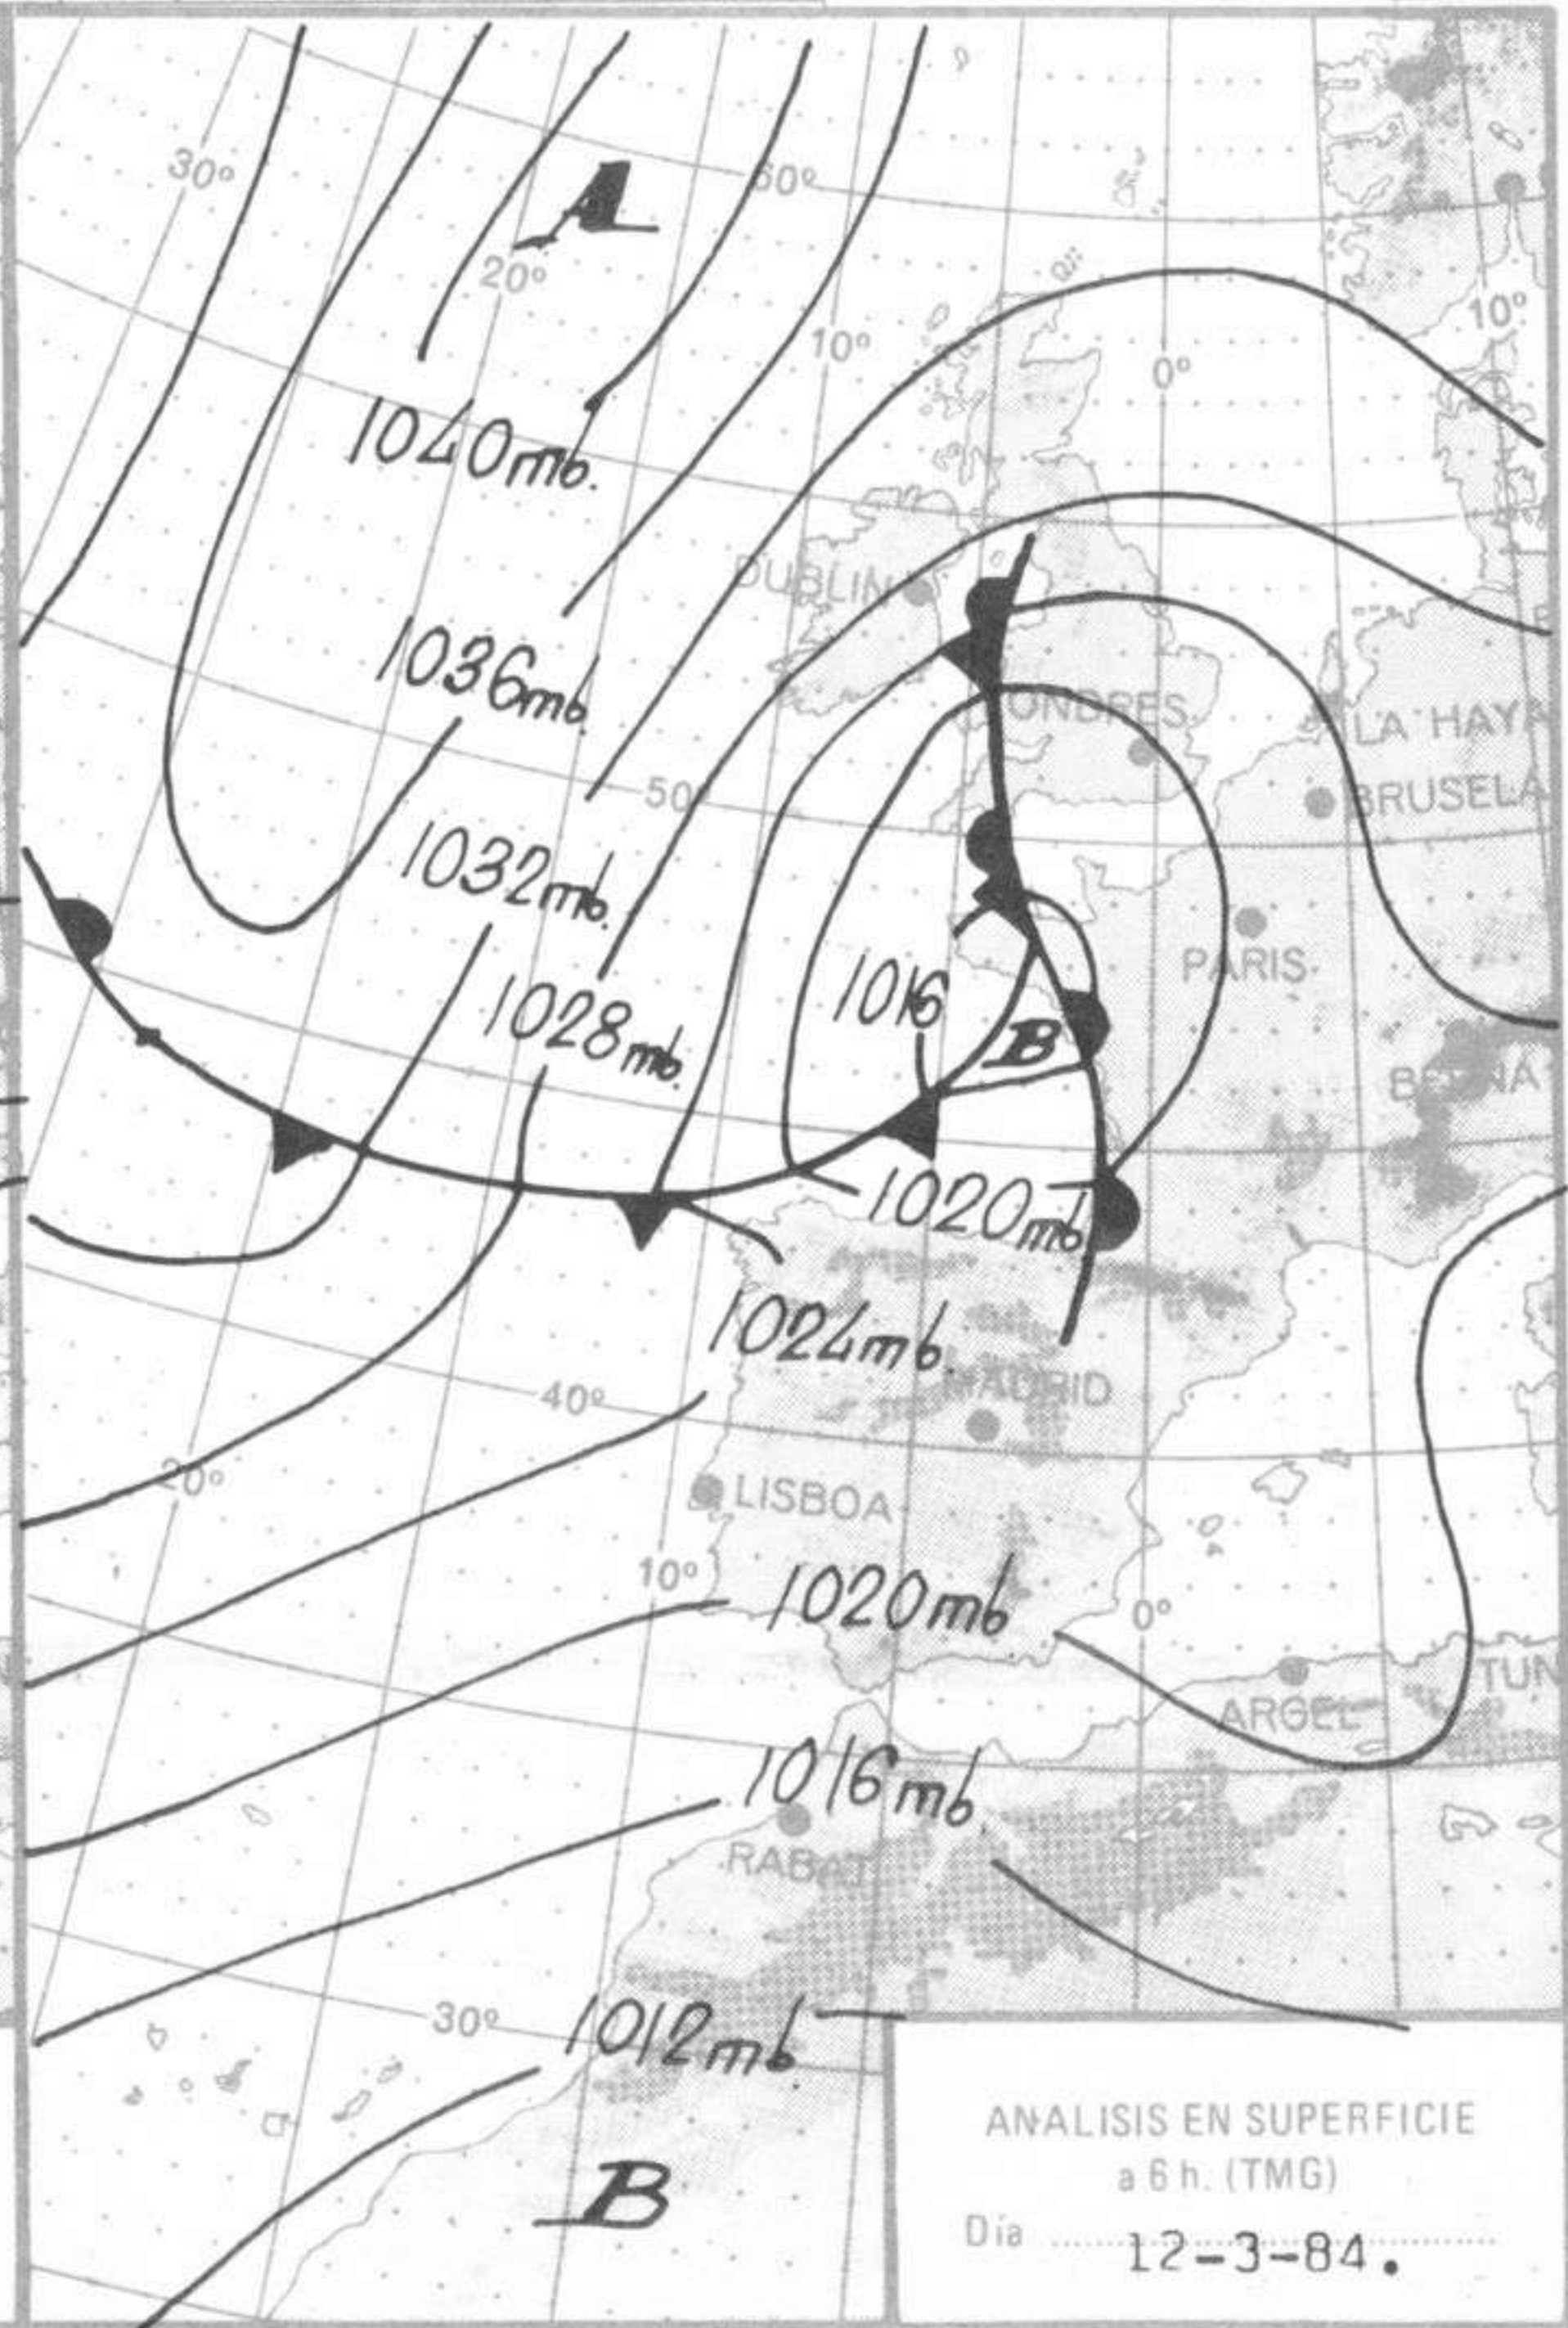 30°
A
60°
20°
10°
0°
10°
1040mb.
DUBLIN
1036mb.
LONDRES
LA HAYA
50°
BRUSELA
1032mb.
PARIS
1016
1028mb.
B
BERNA
1020mb
1024mb.
MADRID
40°
20°
LISBOA
10°
1020mb
0°
TUN
ARGEL
1016mb
RABAT
30°
1012mb
B
ANALISIS EN SUPERFICIE
a 6 h. (TMG)
Día 12-3-84.